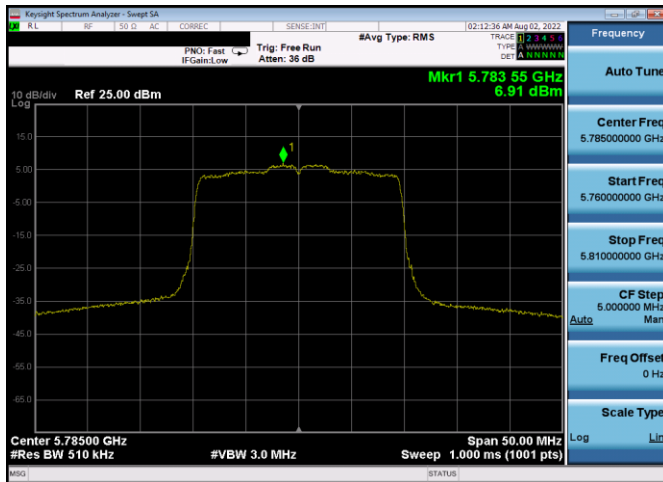 Keysight Spectrum Analyzer - Swept SA
RL RF 50 Ω AC CORREC SENSE:INT 02:12:36 AM Aug 02, 2022
#Avg Type: RMS
TRACE 1 2 3 4 5 6
TYPE A WWWWW
DET A N N N N N
PNO: Fast
IFGain:Low
Trig: Free Run
Atten: 36 dB
Mkr1 5.783 55 GHz
6.91 dBm
10 dB/div
Log
Ref 25.00 dBm
15.0
5.00
-5.00
-15.0
-25.0
-35.0
-45.0
-55.0
-65.0
1
Center 5.78500 GHz
Span 50.00 MHz
#Res BW 510 kHz
#VBW 3.0 MHz
Sweep 1.000 ms (1001 pts)
MSG
STATUS
Frequency
Auto Tune
Center Freq
5.785000000 GHz
Start Freq
5.760000000 GHz
Stop Freq
5.810000000 GHz
CF Step
5.000000 MHz
Auto Man
Freq Offset
0 Hz
Scale Type
Log Lin